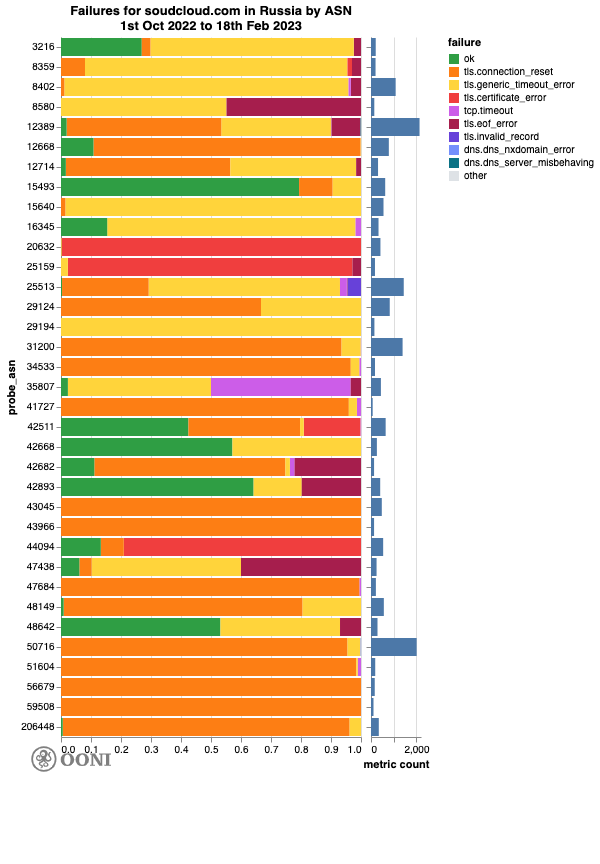 Failures for soudcloud.com in Russia by ASN
1st Oct 2022 to 18th Feb 2023
failure
ok
tls.connection_reset
tls.generic_timeout_error
tls.certificate_error
tcp.timeout
tls.eof_error
tls.invalid_record
dns.dns_nxdomain_error
dns.dns_server_misbehaving
other
probe_asn
3216
8359
8402
8580
12389
12668
12714
15493
15640
16345
20632
25159
25513
29124
29194
31200
34533
35807
41727
42511
42668
42682
42893
43045
43966
44094
47438
47684
48149
48642
50716
51604
56679
59508
206448
0.0 0.1 0.2 0.3 0.4 0.5 0.6 0.7 0.8 0.9 1.0
0 2,000
metric count
OONI